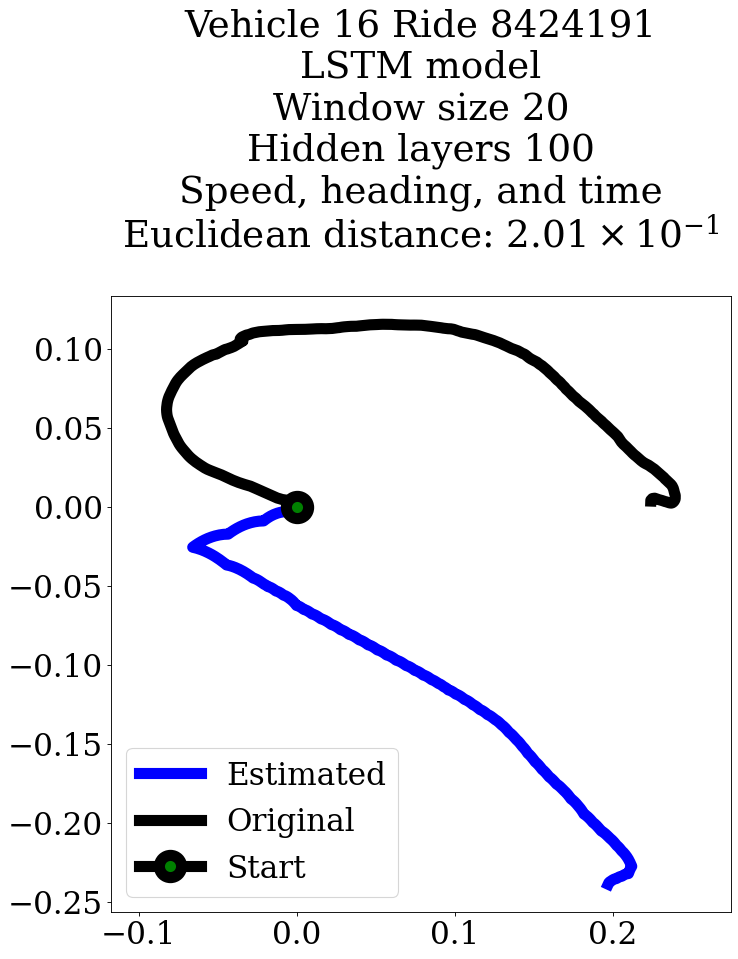 Vehicle 16 Ride 8424191
LSTM model
Window size 20
Hidden layers 100
Speed, heading, and time
Euclidean distance: 2.01 × 10⁻¹
0.10
0.05
0.00
−0.05
−0.10
−0.15
−0.20
−0.25
Estimated
Original
Start
−0.1
0.0
0.1
0.2